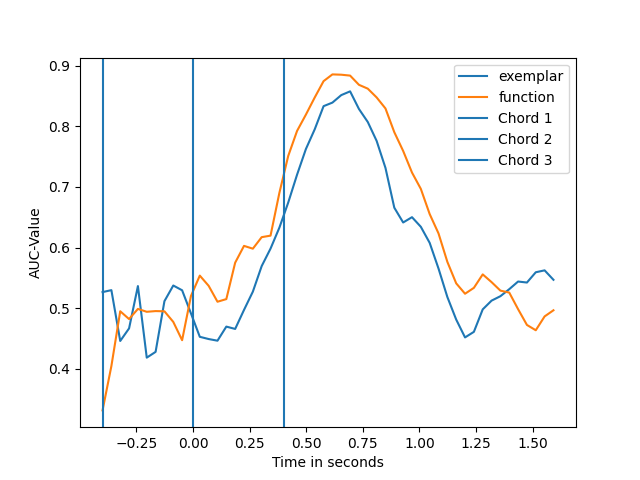 0.9
0.8
0.7
0.6
0.5
0.4
AUC-Value
exemplar
function
Chord 1
Chord 2
Chord 3
−0.25 0.00 0.25 0.50 0.75 1.00 1.25 1.50
Time in seconds